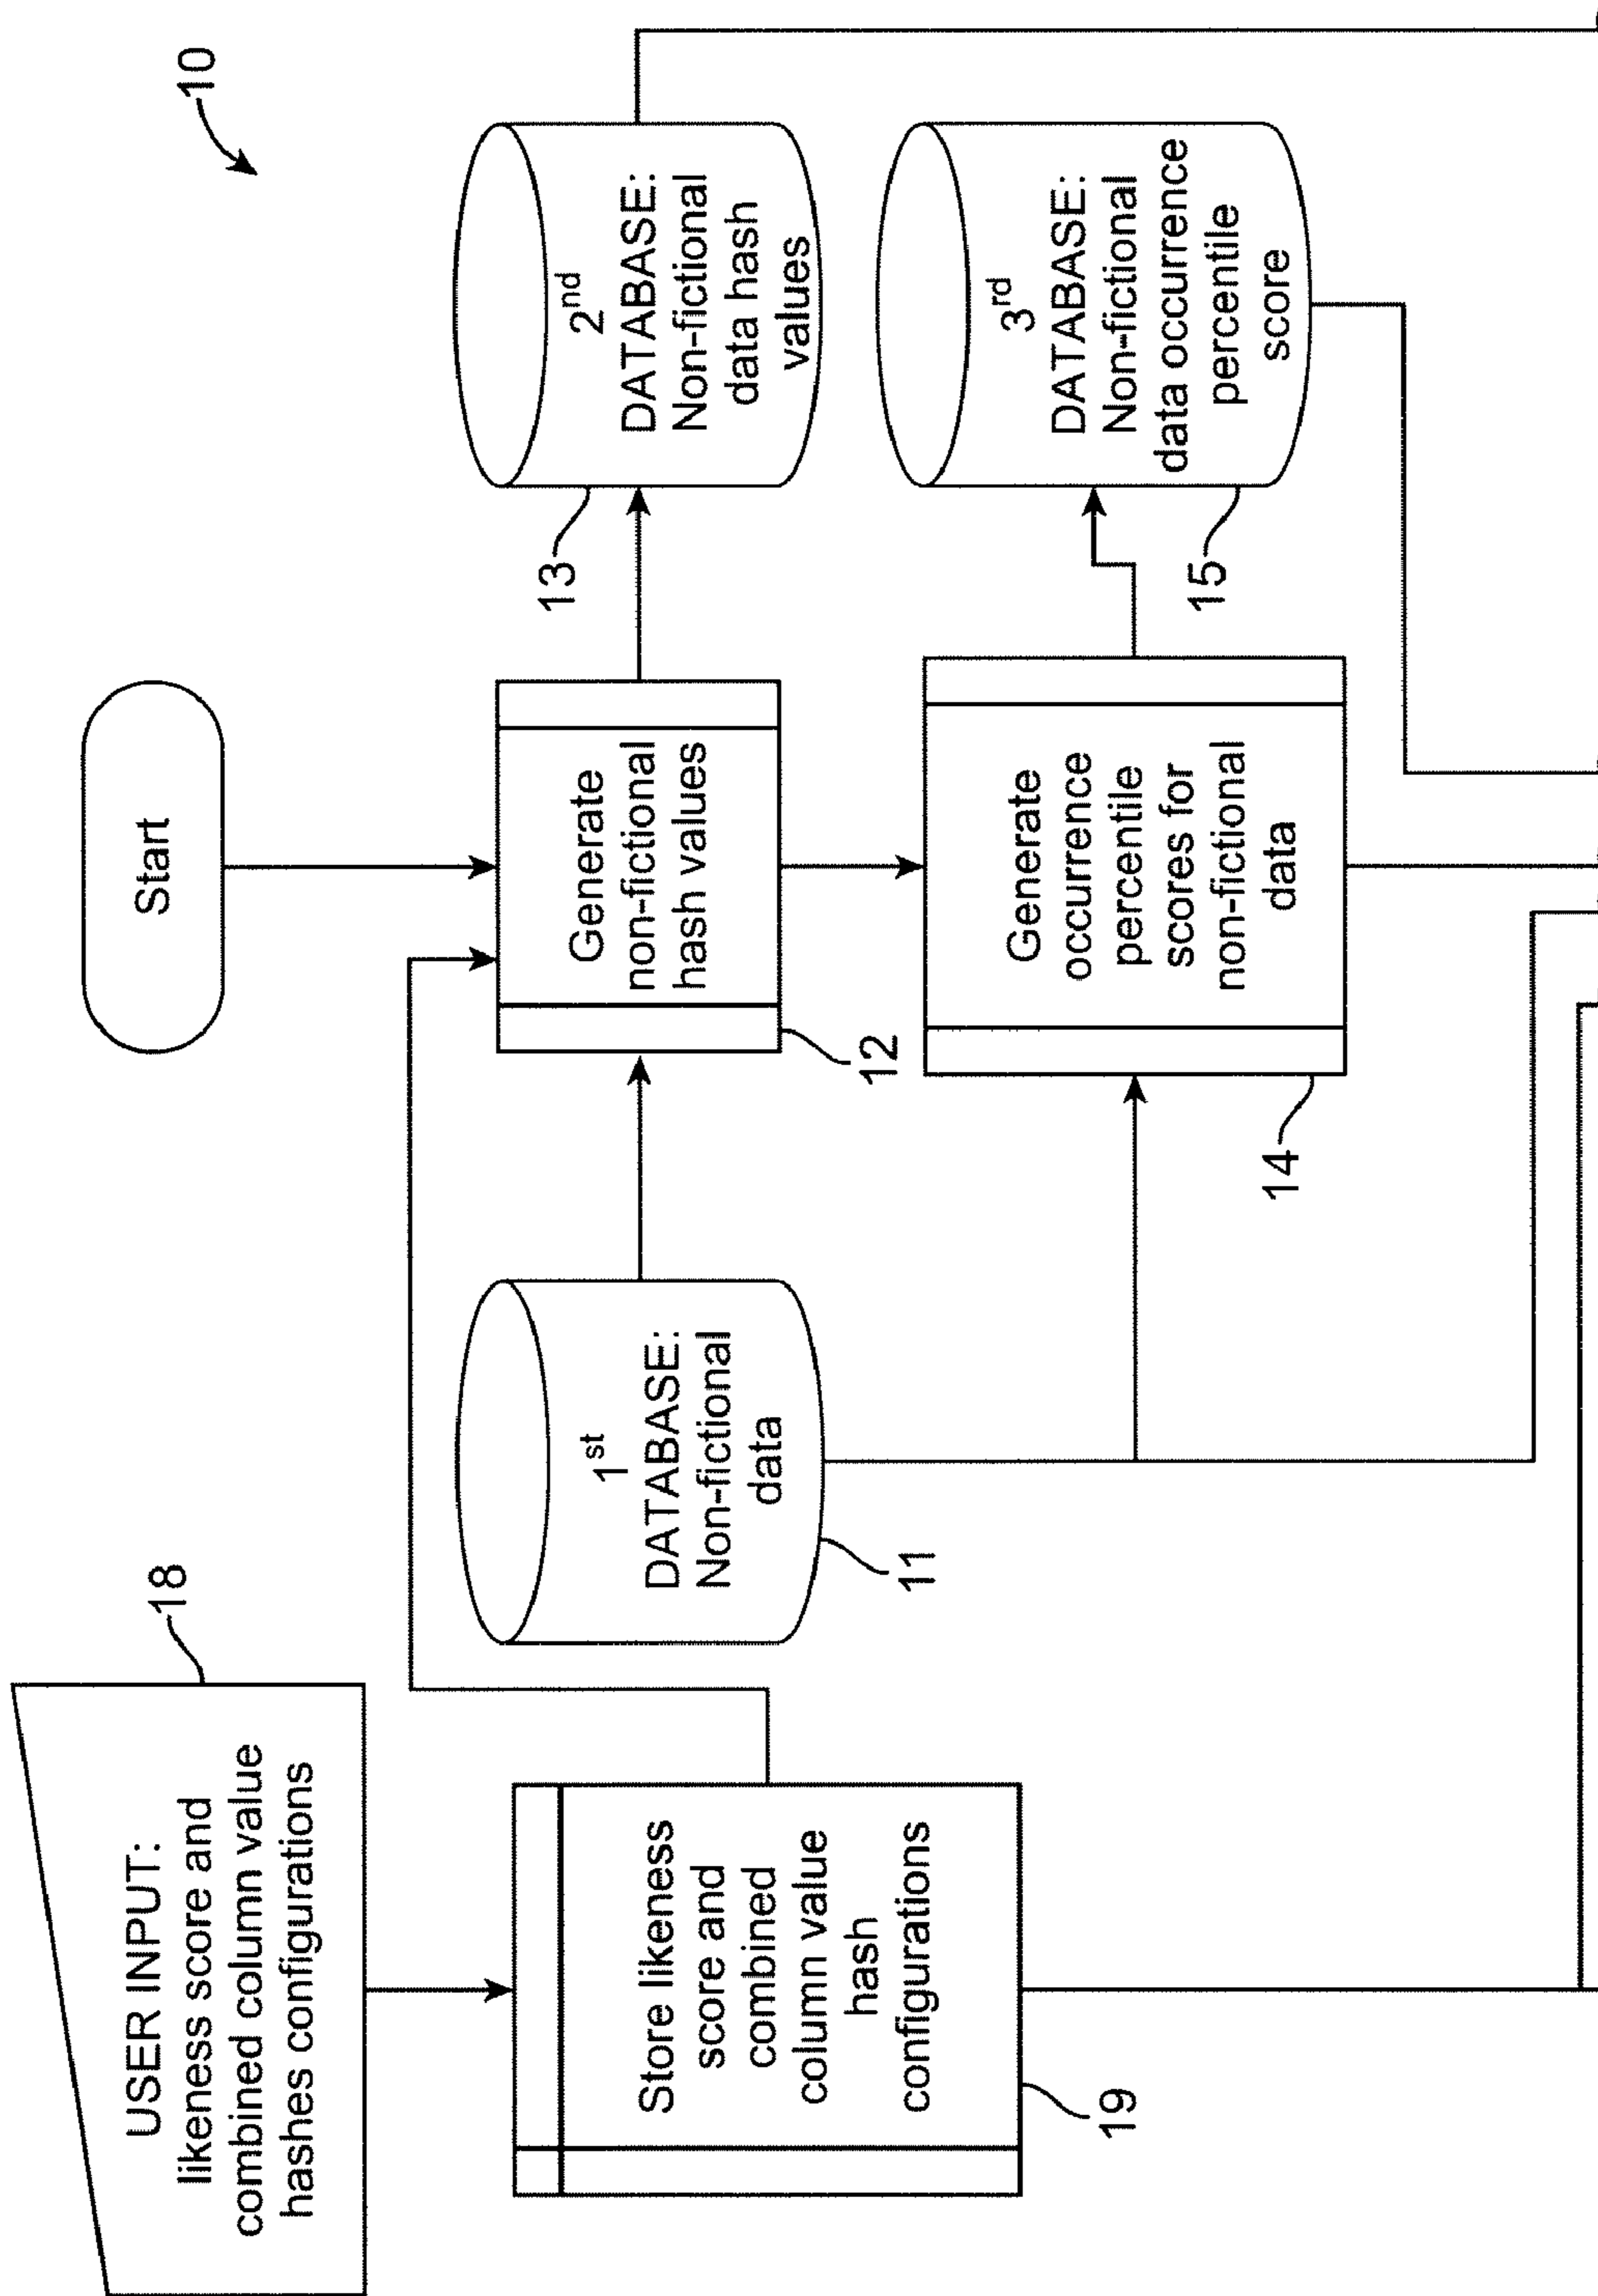 10
Start
USER INPUT:
likeness score and
combined column value
hashes configurations
18
Store likeness
score and
combined
column value
hash
configurations
19
1st
DATABASE:
Non-fictional
data
11
Generate
non-fictional
hash values
12
2nd
DATABASE:
Non-fictional
data hash
values
13
Generate
occurrence
percentile
scores for
non-fictional
data
14
3rd
DATABASE:
Non-fictional
data occurrence
percentile
score
15